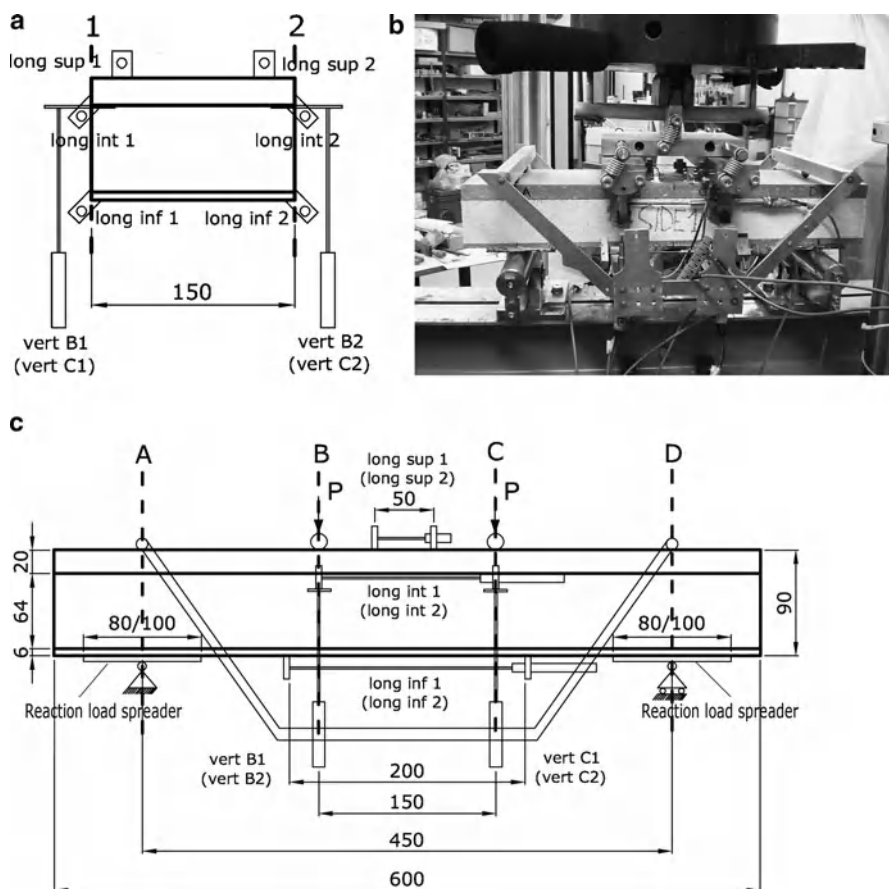 a
1
2
long sup 1
long sup 2
long int 1
long int 2
long inf 1
long inf 2
150
vert B1
(vert C1)
vert B2
(vert C2)
b
SIDE1
c
A
B
C
D
P
P
long sup 1
(long sup 2)
50
20
64
6
90
long int 1
(long int 2)
80/100
80/100
long inf 1
(long inf 2)
Reaction load spreader
Reaction load spreader
vert B1
(vert B2)
vert C1
(vert C2)
200
150
450
600